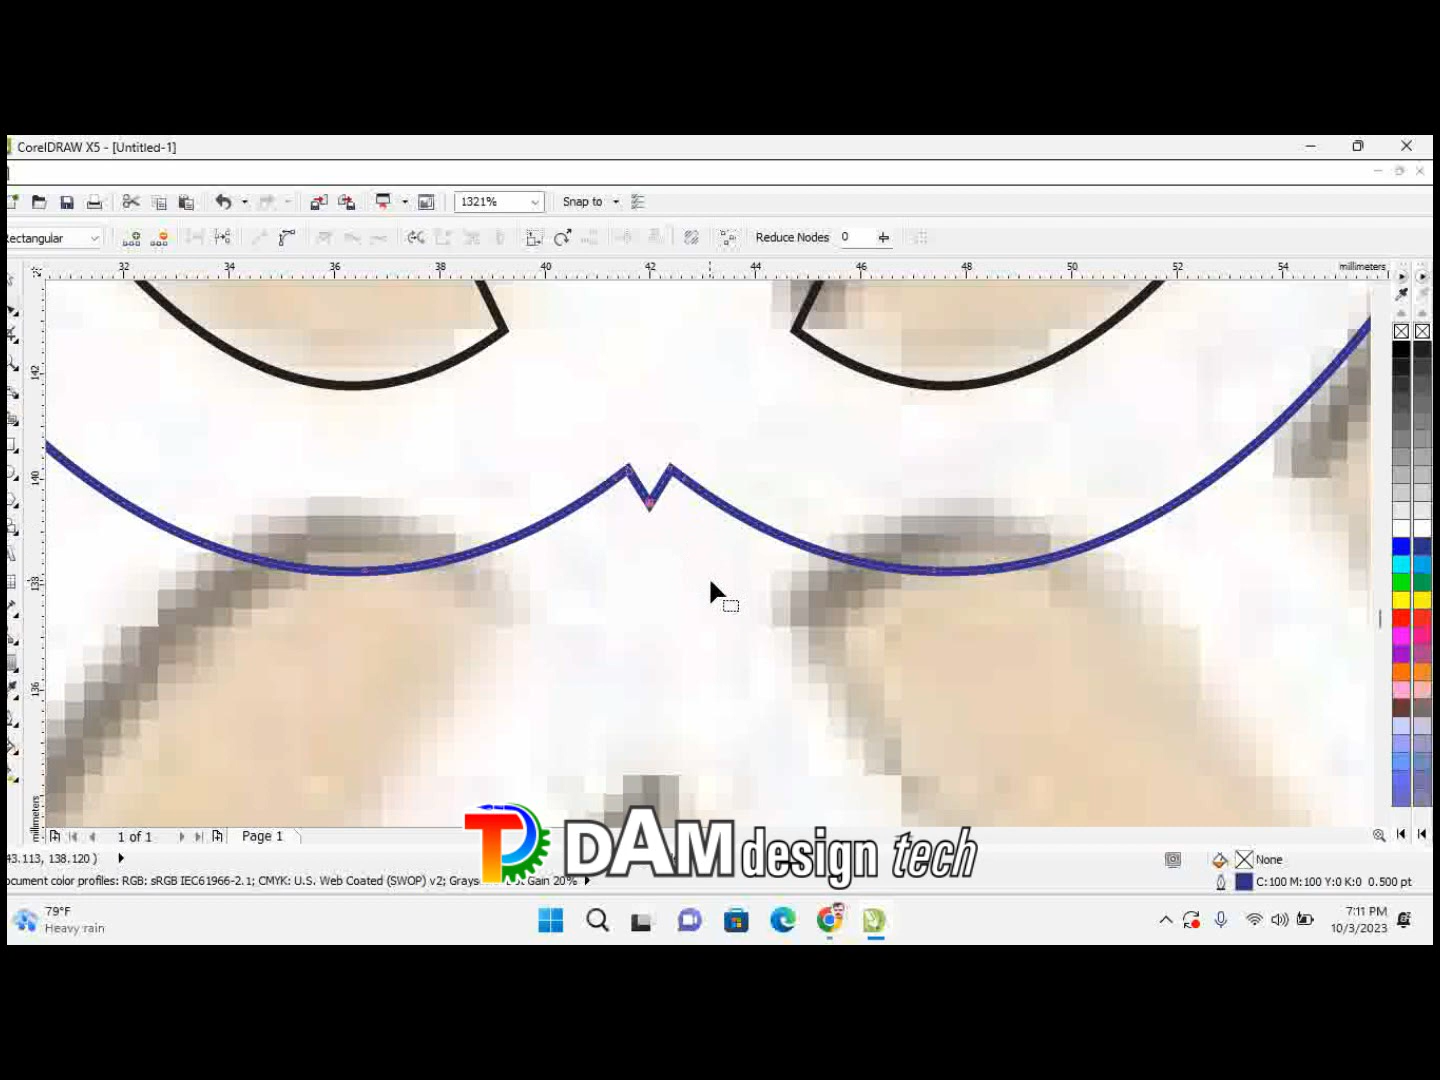 CorelDRAW X5 - [Untitled-1]
1321%
Snap to
Rectangular
Reduce Nodes 0
32 34 36 38 40 42 44 46 48 50 52 54 millimeters
142
140
138
136
millimeters
1 of 1
Page 1
43.113, 138.120 )
None
ocument color profiles: RGB: sRGB IEC61966-2.1; CMYK: U.S. Web Coated (SWOP) v2; Grays
Gain 20%
C:100 M:100 Y:0 K:0 0.500 pt
DAM design tech
79°F
Heavy rain
7:11 PM
10/3/2023